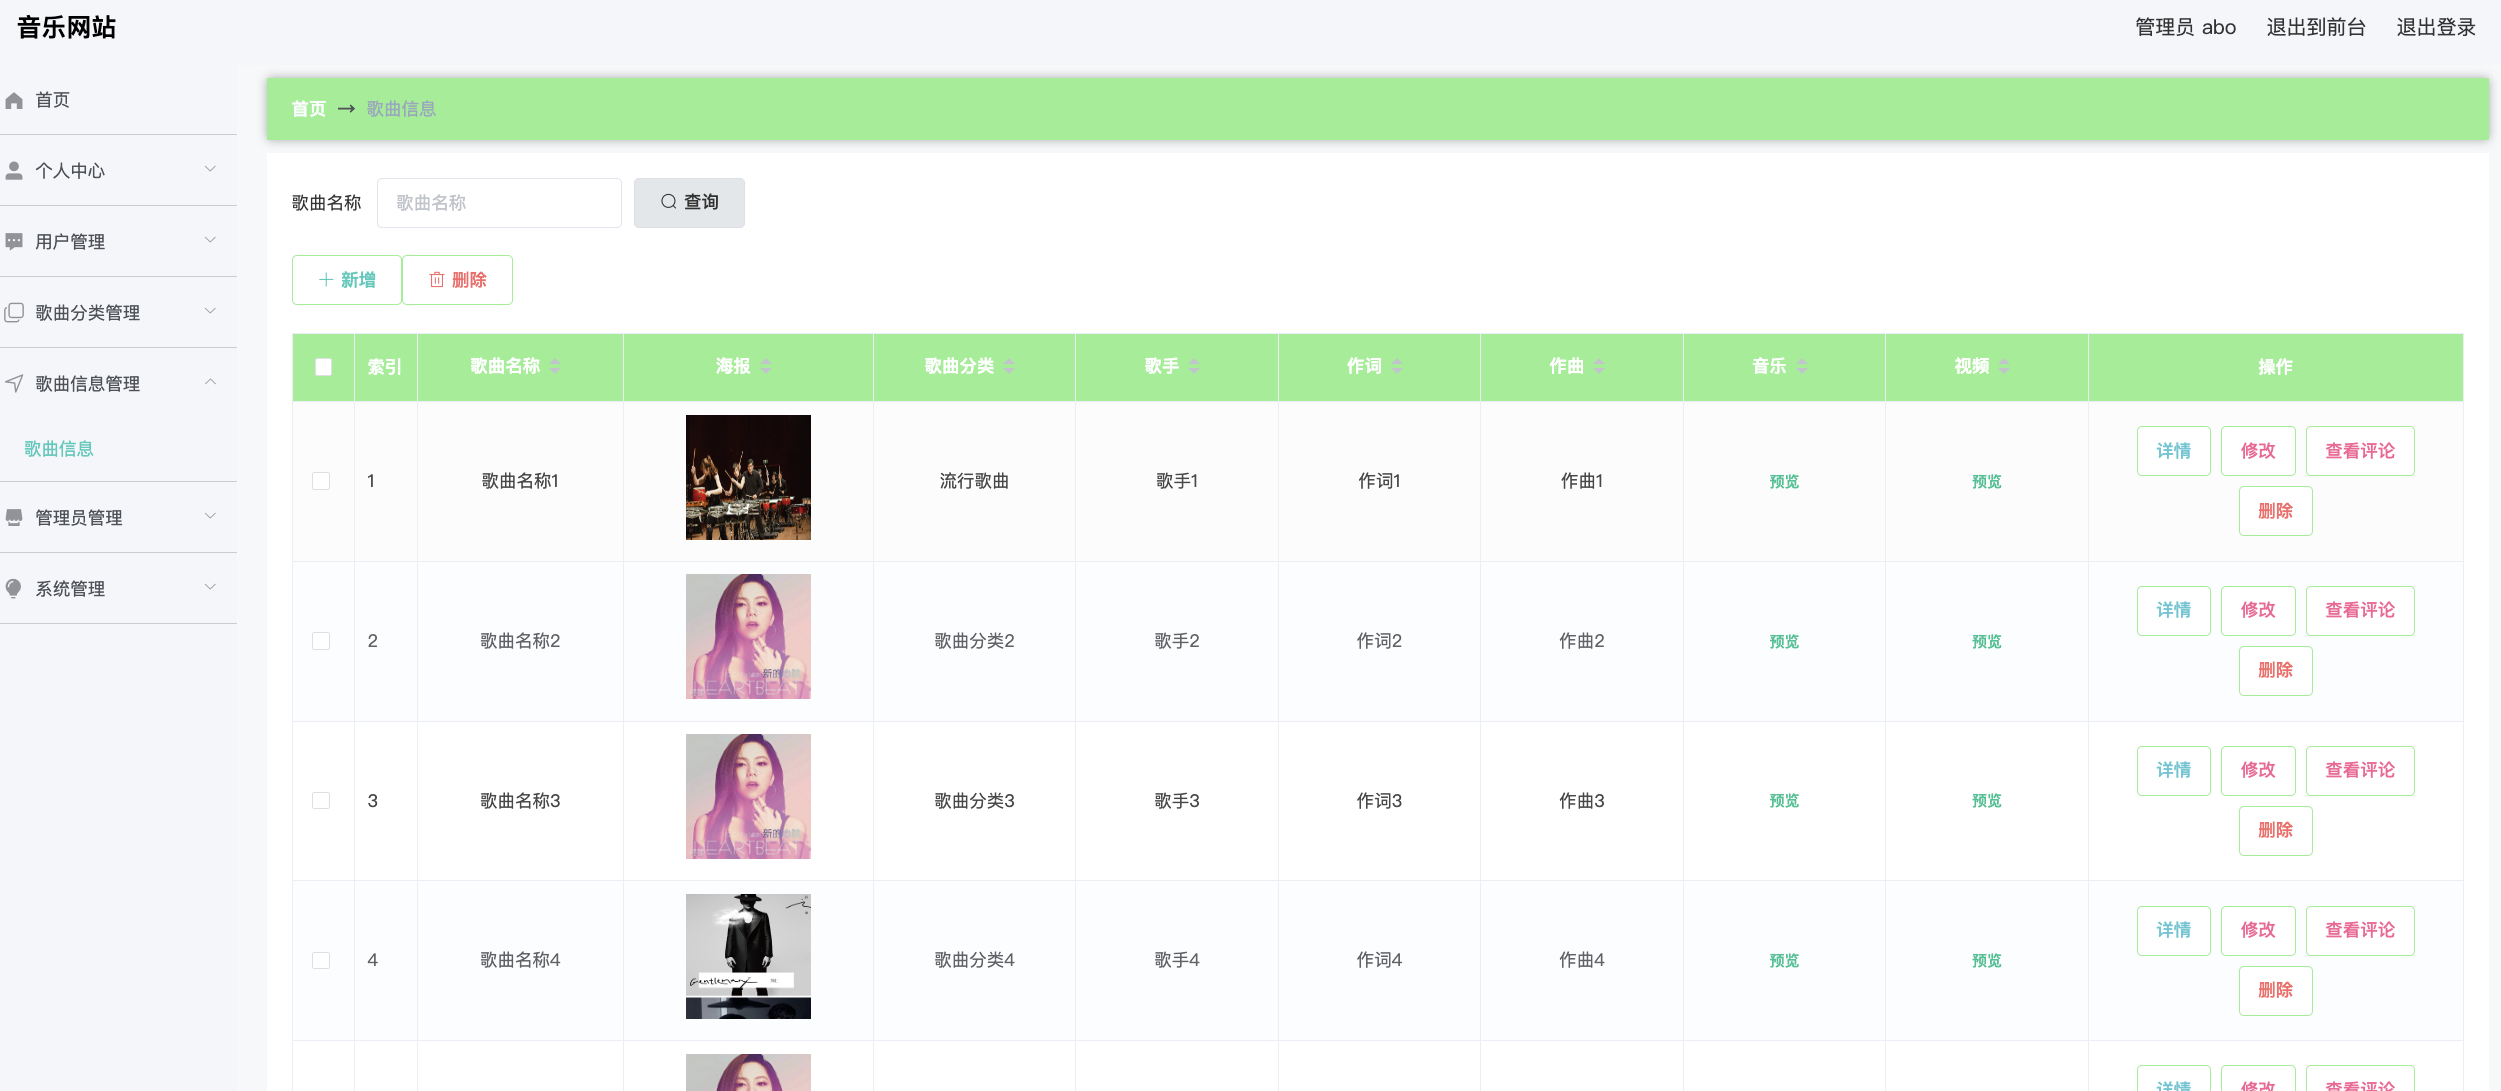 音乐网站
管理员 abo 退出到前台 退出登录
首页
个人中心
用户管理
歌曲分类管理
歌曲信息管理
歌曲信息
管理员管理
系统管理
首页 → 歌曲信息
歌曲名称 歌曲名称 查询
新增 删除
索引 歌曲名称 海报 歌曲分类 歌手 作词 作曲 音乐 视频 操作
1 歌曲名称1 流行歌曲 歌手1 作词1 作曲1 预览 预览 详情 修改 查看评论
删除
2 歌曲名称2 歌曲分类2 歌手2 作词2 作曲2 预览 预览 详情 修改 查看评论
删除
HEARTBEAT
3 歌曲名称3 歌曲分类3 歌手3 作词3 作曲3 预览 预览 详情 修改 查看评论
删除
HEARTBEAT
4 歌曲名称4 歌曲分类4 歌手4 作词4 作曲4 预览 预览 详情 修改 查看评论
删除
Gentleman
详情 修改 查看评论